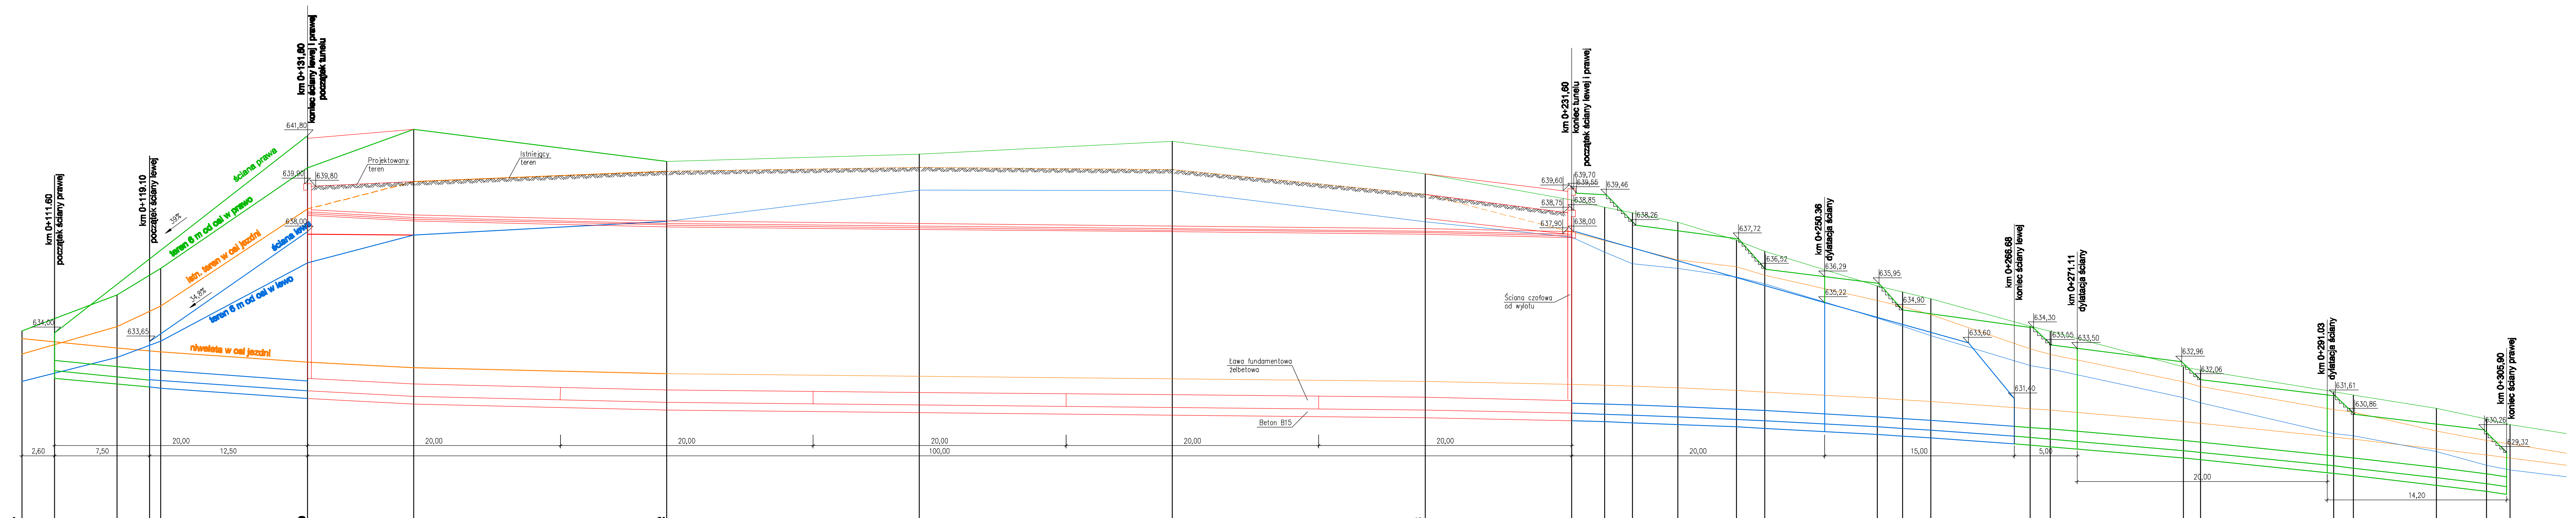 km 0+111.60
początek ściany prawej
km 0+119.10
początek ściany lewej
km 0+131,60
koniec ściany lewej i prawej
początek tunelu
641,80
ściana prawa
39%
teren 6 m od osi w prawo
639,90
639,80
Projektowany
teren
Istniejący
teren
638,00
istn. teren w osi jezdni
ściana lewa
34,8%
teren 6 m od osi w lewo
634,00
633,65
niweleta w osi jezdni
Ława fundamentowa
żelbetowa
Beton B15
Ściana czołowa
od wylotu
km 0+231,60
koniec tunelu
początek ściany lewej i prawej
639,60
639,70
639,55
639,46
638,75
638,85
638,26
637,90
638,00
637,72
636,52
km 0+250.36
dylatacja ściany
636,29
635,22
635,95
634,90
633,60
km 0+266.68
koniec ściany lewej
631,40
634,30
633,65
km 0+271.11
dylatacja ściany
633,50
632,96
632,06
km 0+291.03
dylatacja ściany
631,61
630,86
km 0+305,90
koniec ściany prawej
630,26
629,32
20,00
20,00
20,00
20,00
20,00
20,00
2,60
7,50
12,50
100,00
20,00
15,00
5,00
20,00
14,20